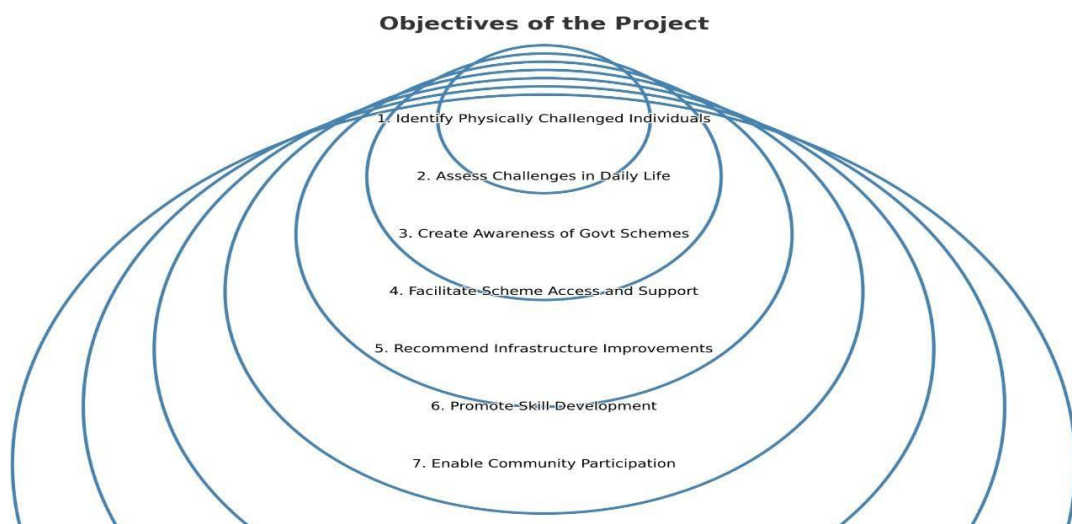 Objectives of the Project
1. Identify Physically Challenged Individuals
2. Assess Challenges in Daily Life
3. Create Awareness of Govt Schemes
4. Facilitate Scheme Access and Support
5. Recommend Infrastructure Improvements
6. Promote Skill Development
7. Enable Community Participation